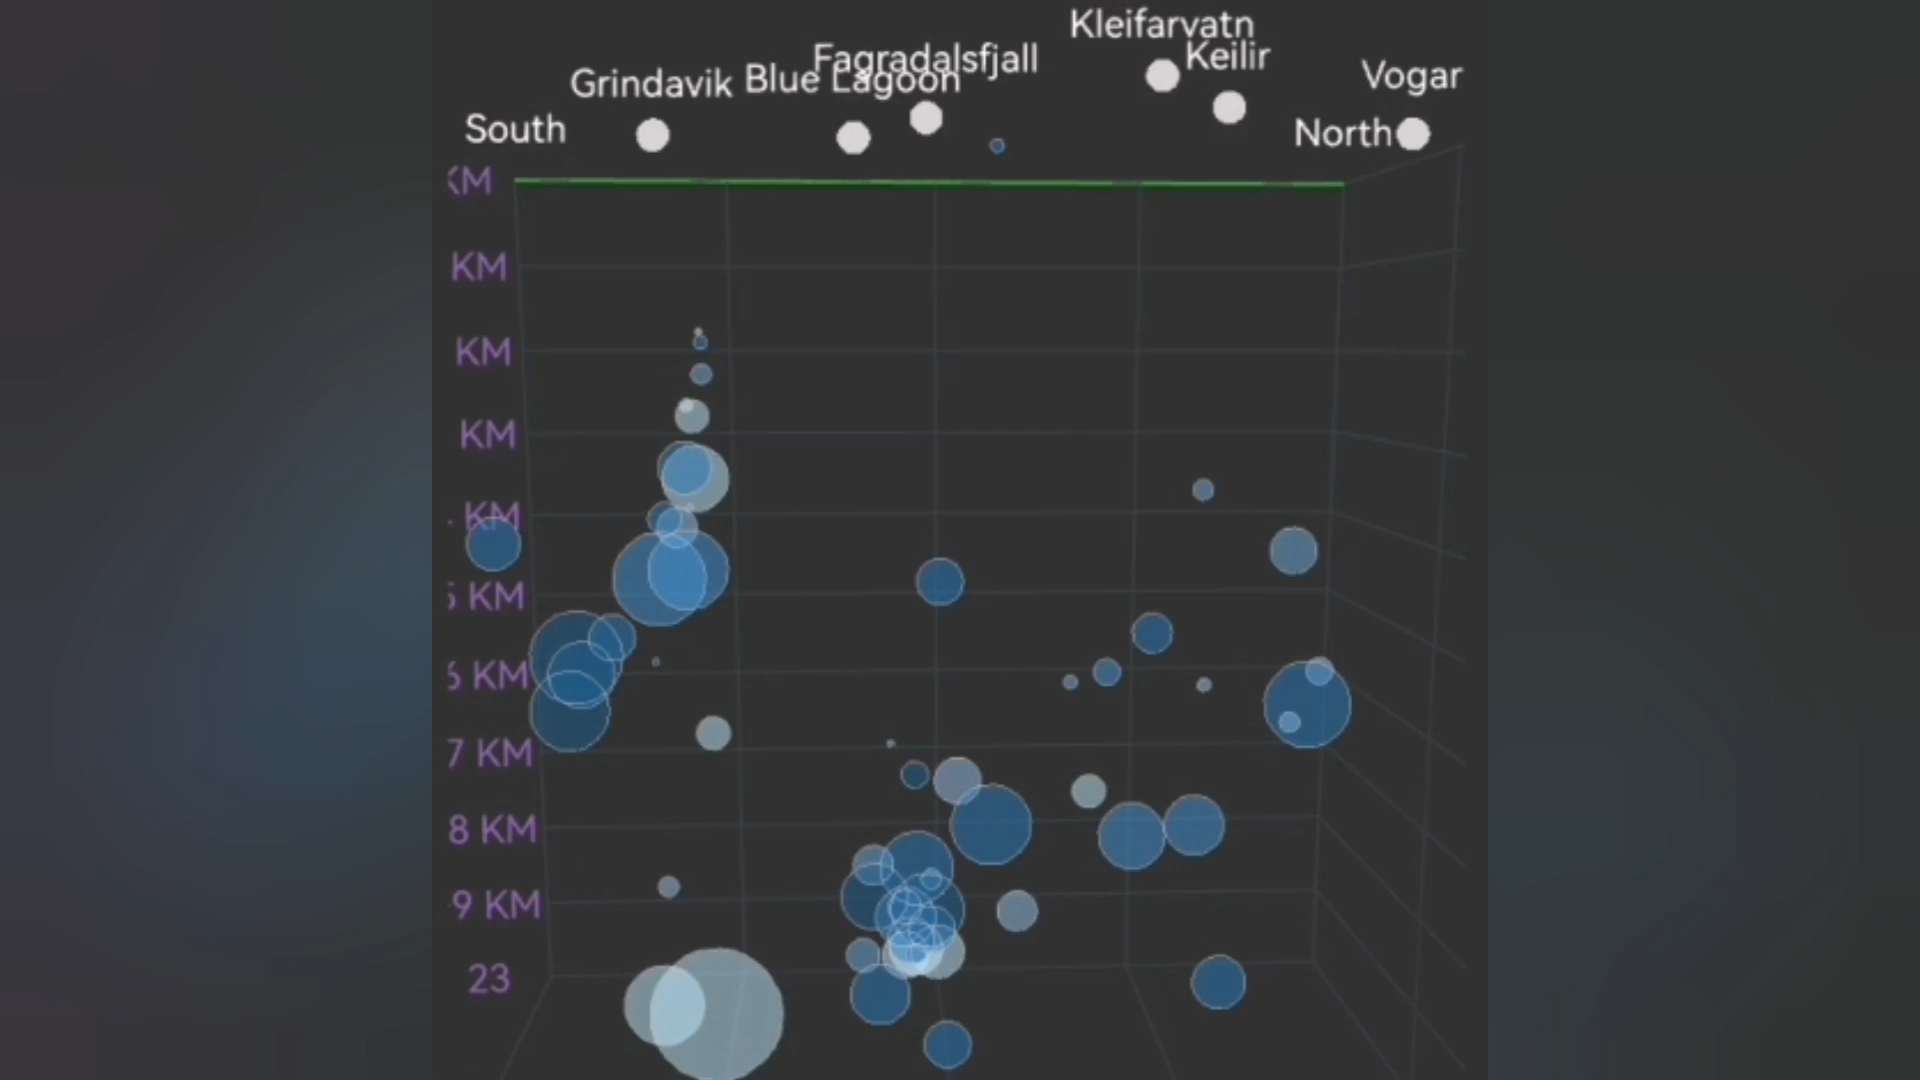 Kleifarvatn
Fagradalsfjall
Keilir
Grindavik
Blue Lagoon
Vogar
South
North
KM
KM
KM
KM
KM
KM
KM
7 KM
8 KM
9 KM
23